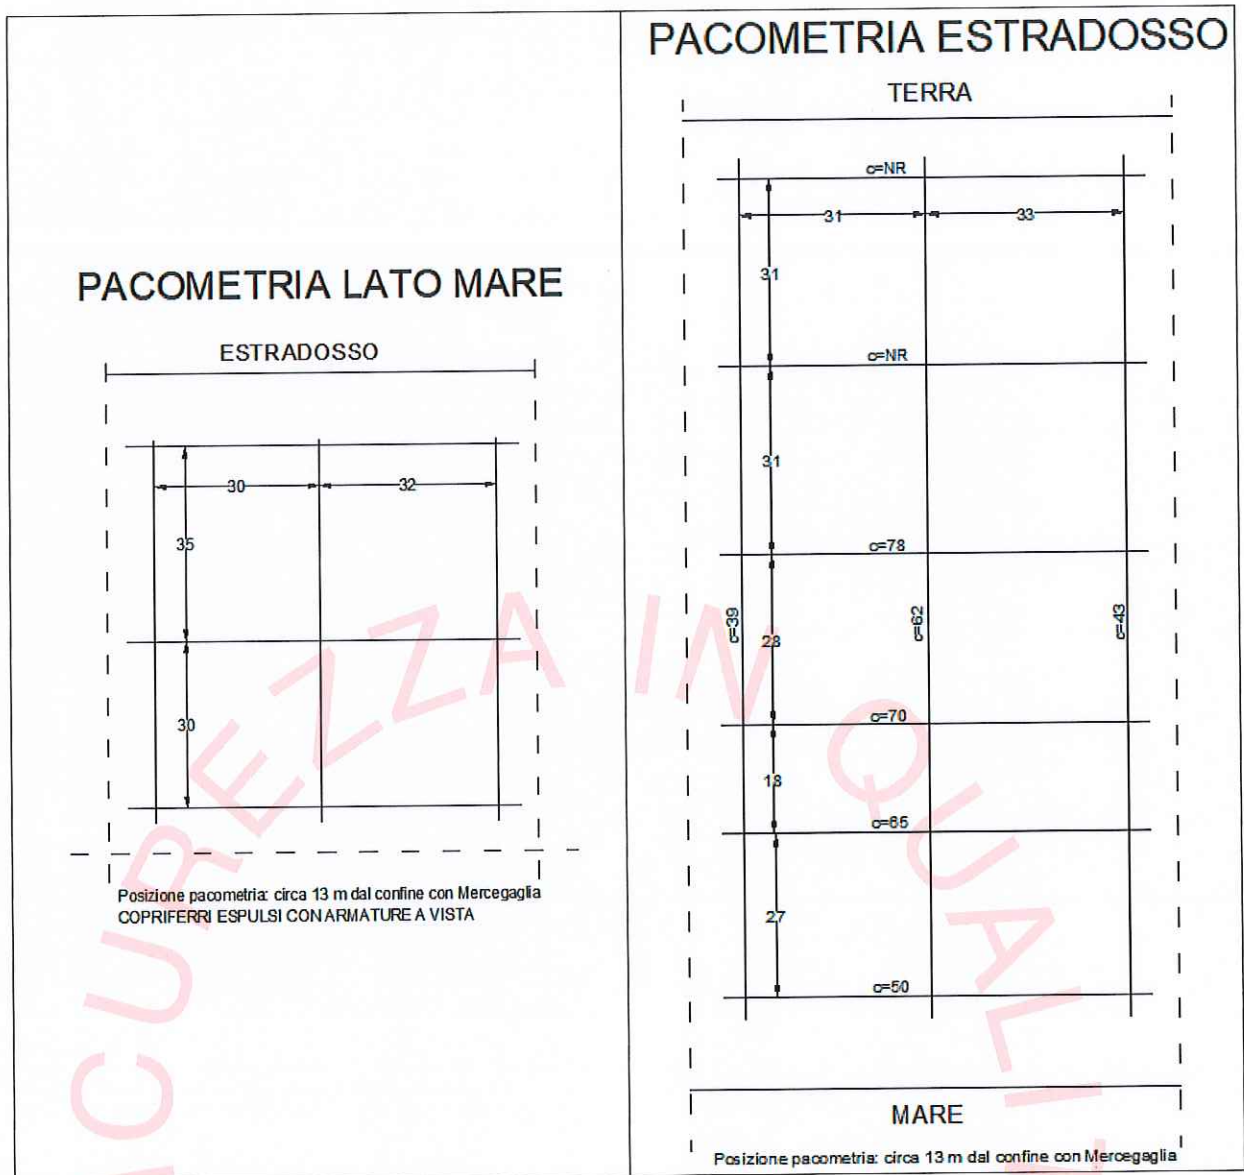 PACOMETRIA LATO MARE
ESTRADOSSO
30
32
35
30
Posizione pacometria: circa 13 m dal confine con Mercegaglia
COPRIFERRI ESPULSI CON ARMATURE A VISTA
PACOMETRIA ESTRADOSSO
TERRA
c=NR
31
33
31
c=NR
31
c=78
c=39
28
c=62
c=43
c=70
18
c=65
27
c=50
MARE
Posizione pacometria: circa 13 m dal confine con Mercegaglia
ICUREZZA IN QUALI